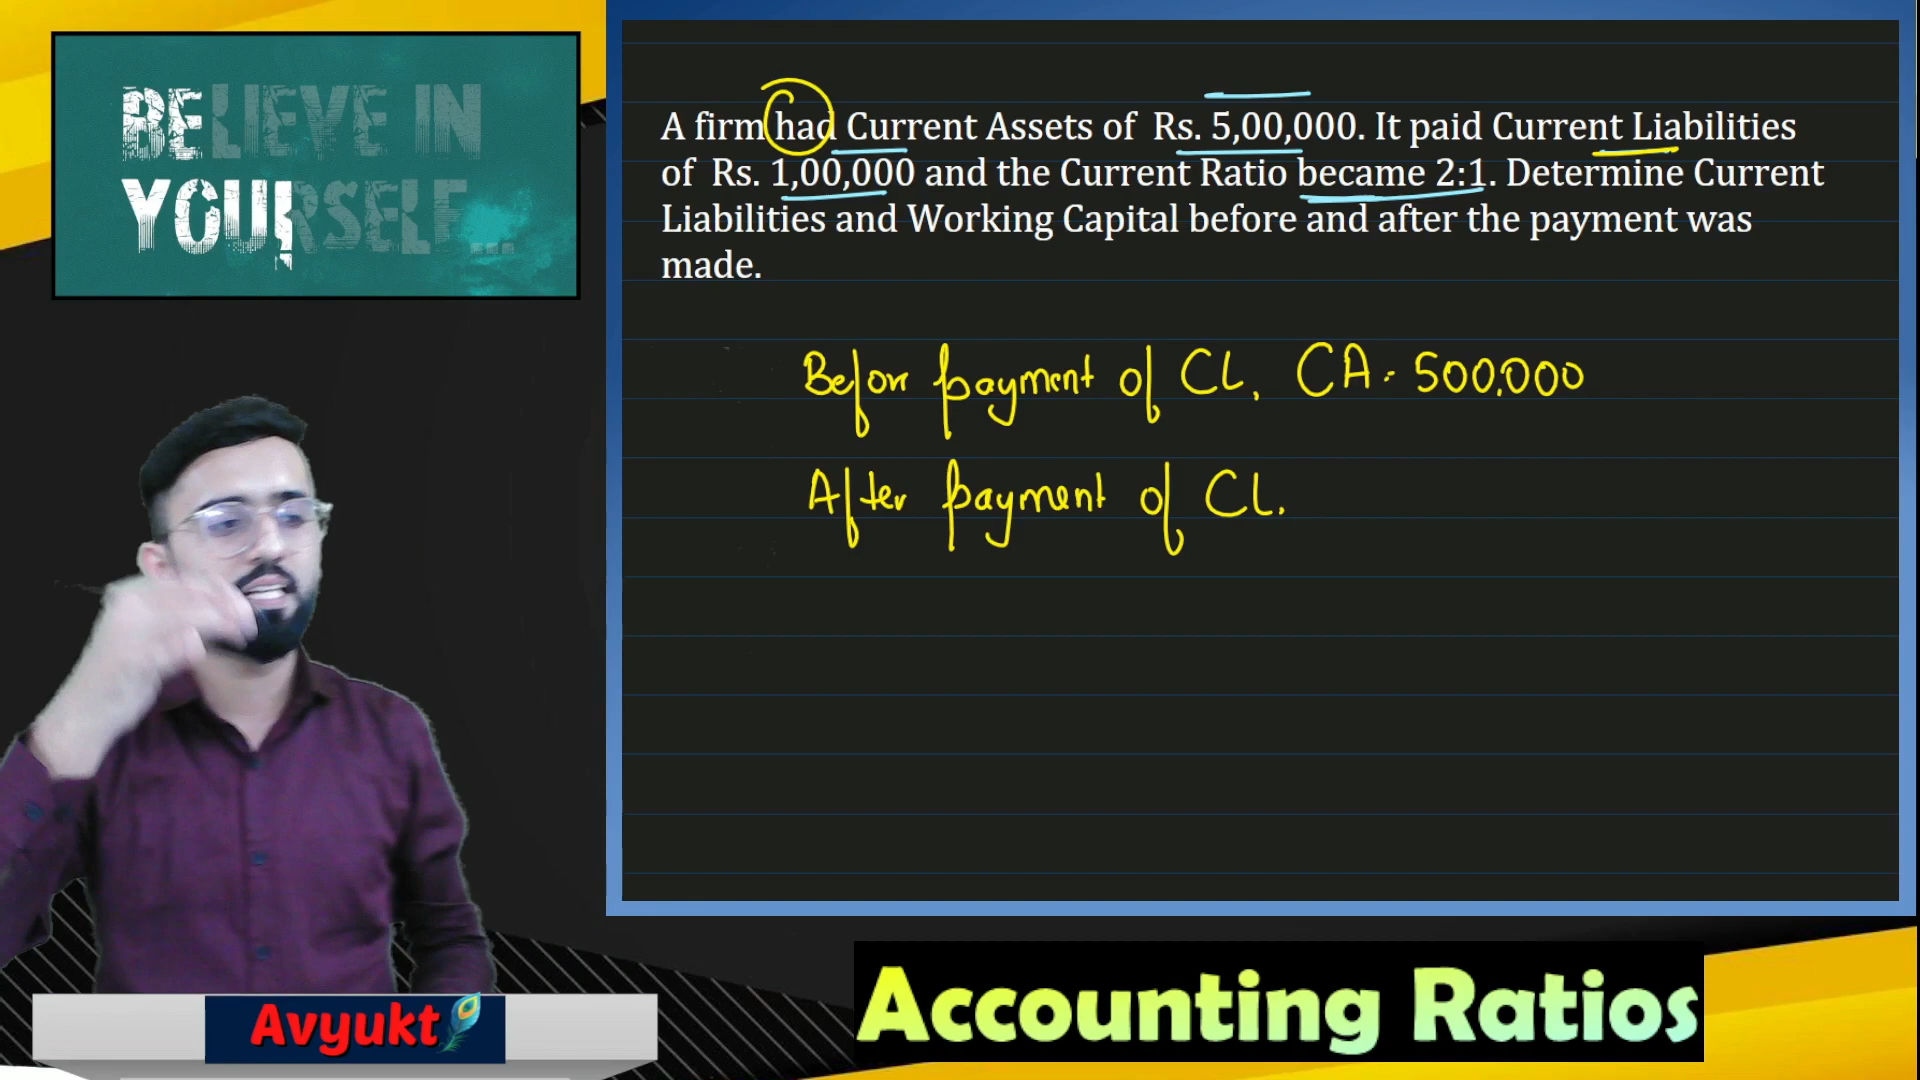 BELIEVE IN
YOURSELF...
A firm had Current Assets of Rs. 5,00,000. It paid Current Liabilities
of Rs. 1,00,000 and the Current Ratio became 2:1. Determine Current
Liabilities and Working Capital before and after the payment was
made.
Before payment of CL, CA = 500,000
After payment of CL.
Avyukt
Accounting Ratios